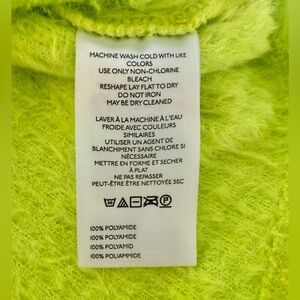 MACHINE WASH COLD WITH LIKE
COLORS
USE ONLY NON-CHLORINE
BLEACH
RESHAPE LAY FLAT TO DRY
DO NOT IRON
MAY BE DRY CLEANED
LAVER À LA MACHINE À L'EAU
FROIDE AVEC COULEURS
SIMILAIRES
UTILISER UN AGENT DE
BLANCHIMENT SANS CHLORE SI
NÉCESSAIRE
METTRE EN FORME ET SÉCHER
À PLAT
NE PAS REPASSER
PEUT-ÊTRE ÊTRE NETTOYÉE SEC
100% POLYAMIDE
100% POLYAMIDE
100% POLYAMID
100% POLIAMMIDE